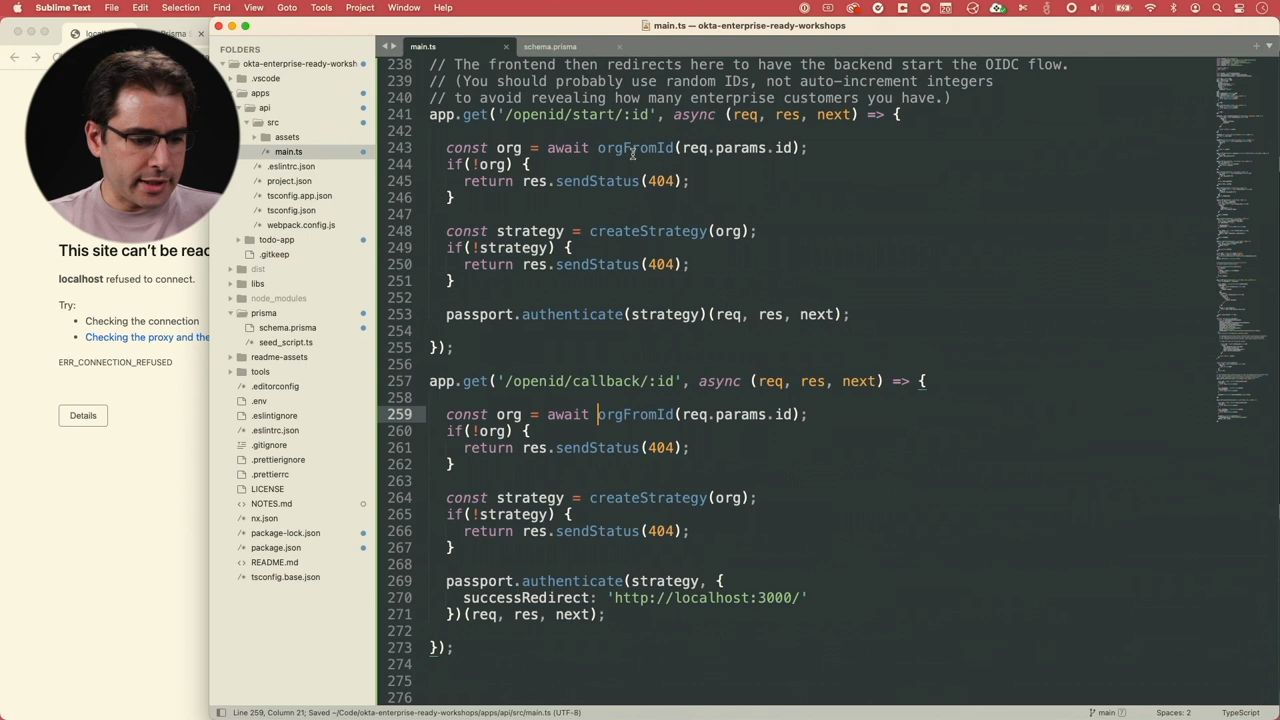 Sublime Text File Edit Selection Find View Goto Tools Project Window Help
main.ts — okta-enterprise-ready-workshops
This site can't be reac
localhost refused to connect.
Try:
• Checking the connection
• Checking the proxy and the
ERR_CONNECTION_REFUSED
Details
FOLDERS
okta-enterprise-ready-worksh
.vscode
apps
api
src
assets
main.ts
.eslintrc.json
project.json
tsconfig.app.json
tsconfig.json
webpack.config.js
todo-app
.gitkeep
dist
libs
node_modules
prisma
schema.prisma
seed_script.ts
readme-assets
tools
.editorconfig
.env
.eslintignore
.eslintrc.json
.gitignore
.prettierignore
.prettierrc
LICENSE
NOTES.md
nx.json
package-lock.json
package.json
README.md
tsconfig.base.json
main.ts
schema.prisma
238 // The frontend then redirects here to have the backend start the OIDC flow.
239 // (You should probably use random IDs, not auto-increment integers
240 // to avoid revealing how many enterprise customers you have.)
241 app.get('/openid/start/:id', async (req, res, next) => {
242
243 const org = await orgFromId(req.params.id);
244 if(!org) {
245 return res.sendStatus(404);
246 }
247
248 const strategy = createStrategy(org);
249 if(!strategy) {
250 return res.sendStatus(404);
251 }
252
253 passport.authenticate(strategy)(req, res, next);
254
255 });
256
257 app.get('/openid/callback/:id', async (req, res, next) => {
258
259 const org = await orgFromId(req.params.id);
260 if(!org) {
261 return res.sendStatus(404);
262 }
263
264 const strategy = createStrategy(org);
265 if(!strategy) {
266 return res.sendStatus(404);
267 }
268
269 passport.authenticate(strategy, {
270 successRedirect: 'http://localhost:3000/'
271 })(req, res, next);
272
273 });
274
275
276
Line 259, Column 21; Saved ~/Code/okta-enterprise-ready-workshops/apps/api/src/main.ts (UTF-8)
main 7
Spaces: 2
TypeScript